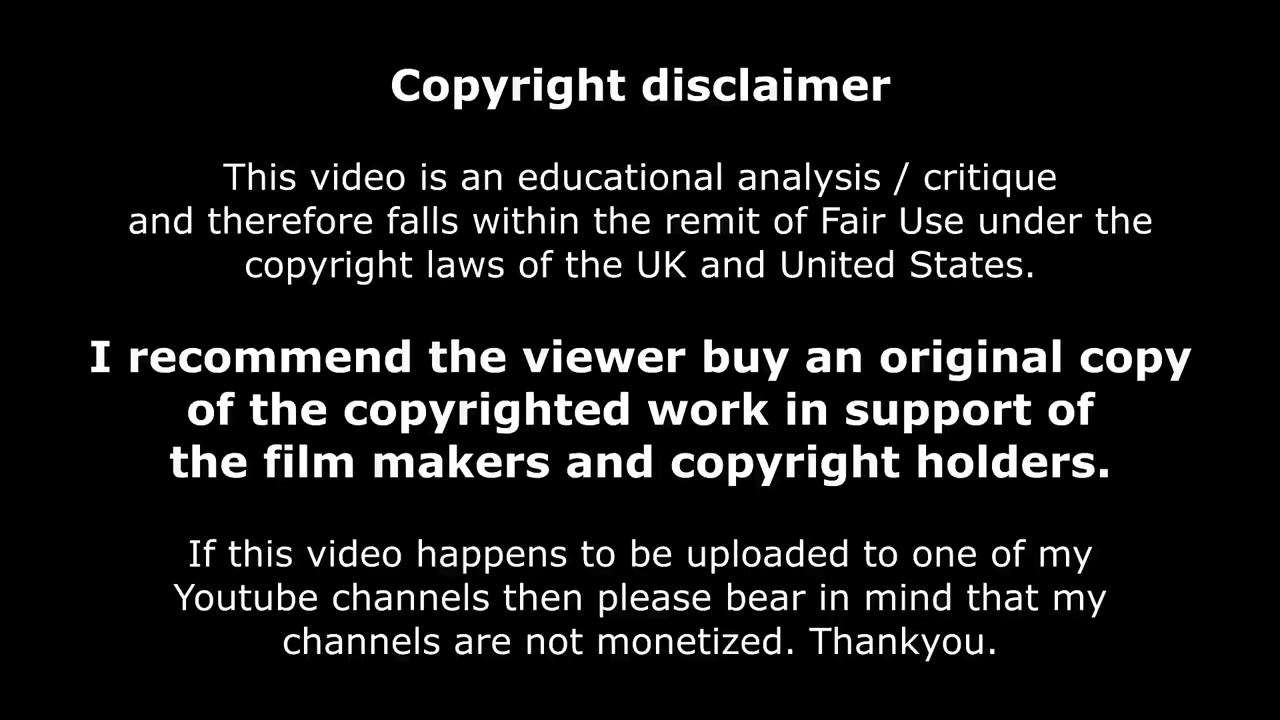 Copyright disclaimer
This video is an educational analysis / critique
and therefore falls within the remit of Fair Use under the
copyright laws of the UK and United States.
I recommend the viewer buy an original copy
of the copyrighted work in support of
the film makers and copyright holders.
If this video happens to be uploaded to one of my
Youtube channels then please bear in mind that my
channels are not monetized. Thankyou.